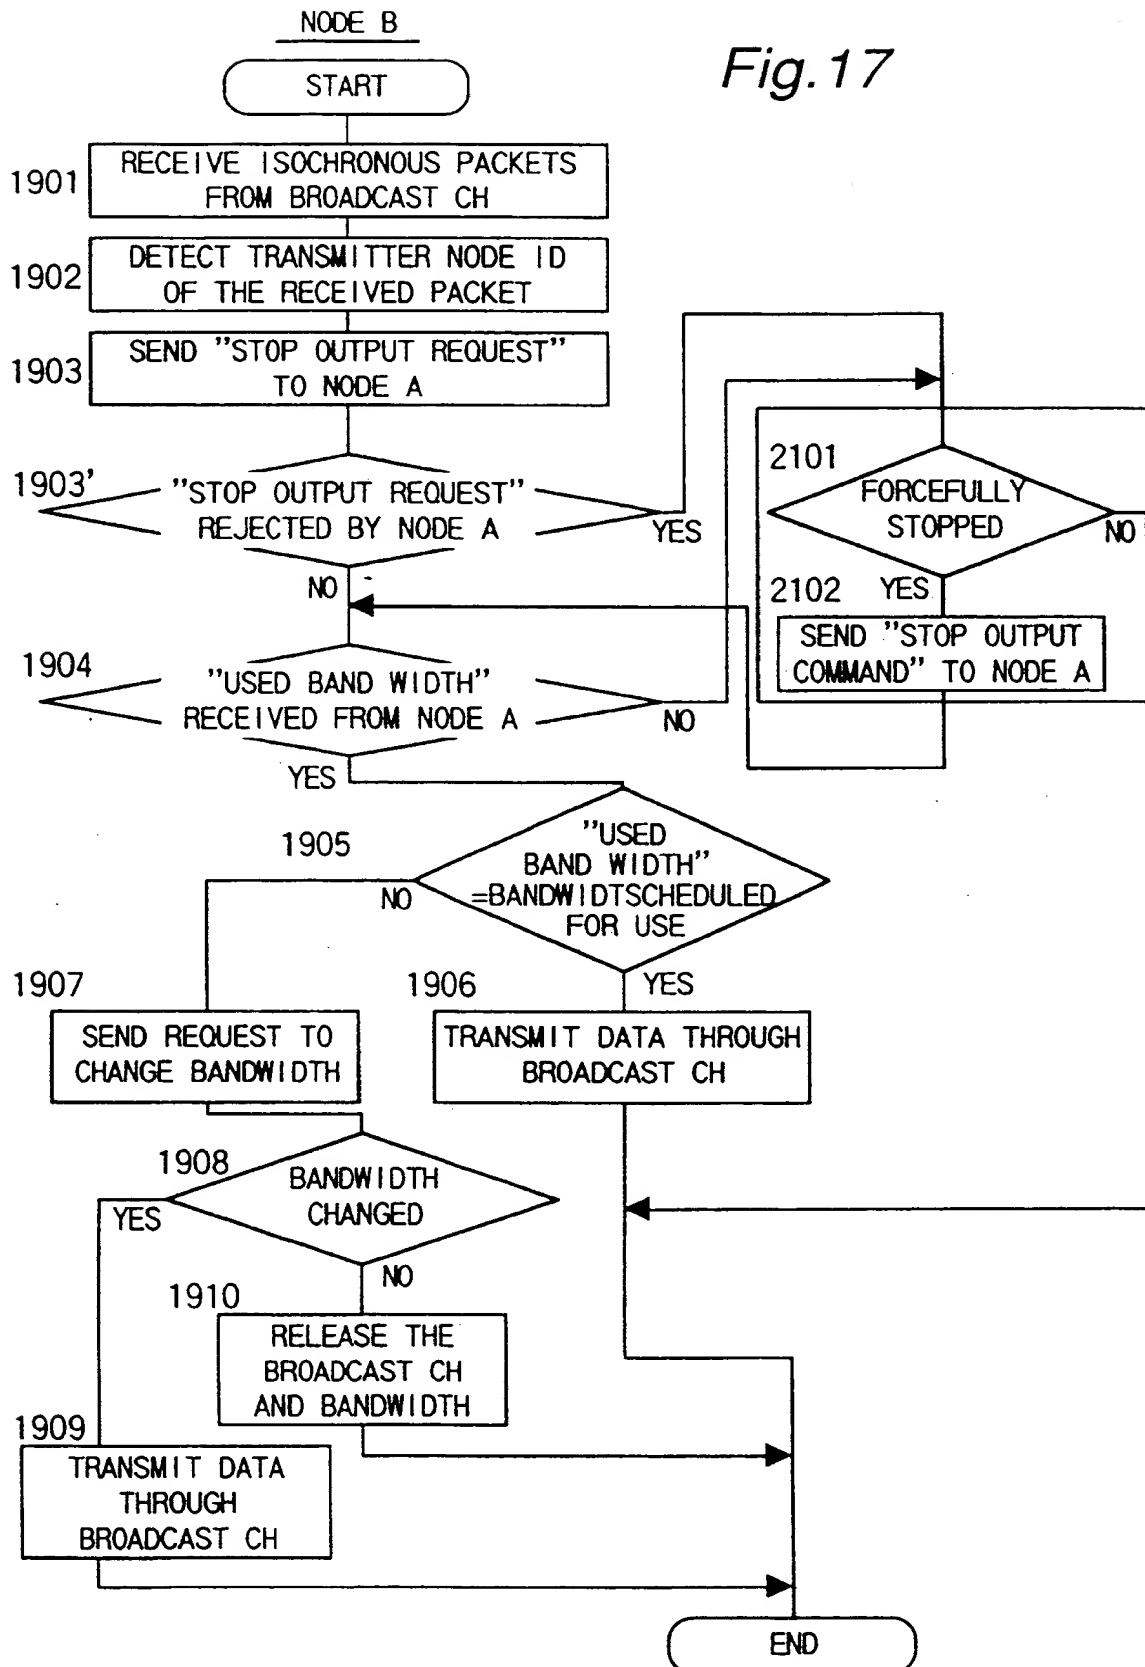 NODE B
Fig.17
START
1901
RECEIVE ISOCHRONOUS PACKETS
FROM BROADCAST CH
1902
DETECT TRANSMITTER NODE ID
OF THE RECEIVED PACKET
1903
SEND "STOP OUTPUT REQUEST"
TO NODE A
1903'
"STOP OUTPUT REQUEST"
REJECTED BY NODE A
YES
NO
2101
FORCEFULLY
STOPPED
NO
YES
2102
SEND "STOP OUTPUT
COMMAND" TO NODE A
1904
"USED BAND WIDTH"
RECEIVED FROM NODE A
NO
YES
1905
"USED
BAND WIDTH"
=BANDWIDTSCHEDULED
FOR USE
NO
YES
1907
SEND REQUEST TO
CHANGE BANDWIDTH
1906
TRANSMIT DATA THROUGH
BROADCAST CH
1908
BANDWIDTH
CHANGED
YES
NO
1910
RELEASE THE
BROADCAST CH
AND BANDWIDTH
1909
TRANSMIT DATA
THROUGH
BROADCAST CH
END